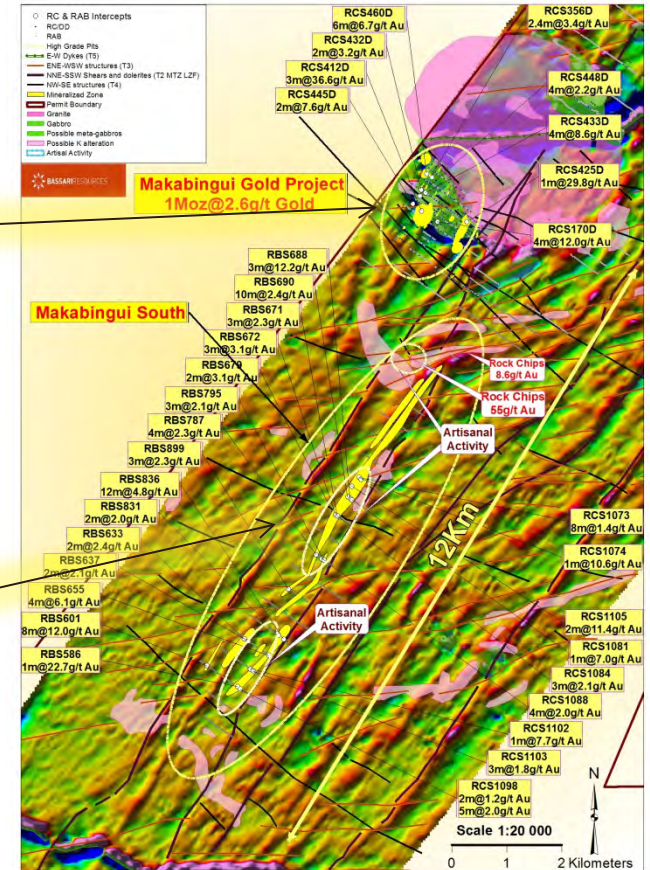 RC & RAB Intercepts
RC/DD
RAB
High Grade Pits
E-W Dykes (T5)
ENE-WSW structures (T3)
NNE-SSW Shears and dolerites (T2 MTZ LZF)
NW-SE structures (T4)
Mineralized Zone
Permit Boundary
Granite
Gabbro
Possible meta-gabbros
Possible K alteration
Artisal Activity
BASSARI RESOURCES
RCS460D
6m@6.7g/t Au
RCS432D
2m@3.2g/t Au
RCS412D
3m@36.6g/t Au
RCS445D
2m@7.6g/t Au
RCS356D
2.4m@3.4g/t Au
RCS448D
4m@2.2g/t Au
RCS433D
4m@8.6g/t Au
RCS425D
1m@29.8g/t Au
RCS170D
4m@12.0g/t Au
Makabingui Gold Project
1Moz@2.6g/t Gold
RBS688
3m@12.2g/t Au
RBS690
10m@2.4g/t Au
RBS671
3m@2.3g/t Au
Makabingui South
RBS672
3m@3.1g/t Au
RBS679
2m@3.1g/t Au
RBS795
3m@2.1g/t Au
RBS787
4m@2.3g/t Au
RBS899
3m@2.3g/t Au
RBS836
12m@4.8g/t Au
RBS831
2m@2.0g/t Au
RBS633
2m@2.4g/t Au
RBS637
2m@2.1g/t Au
RBS655
4m@6.1g/t Au
RBS601
8m@12.0g/t Au
RBS586
1m@22.7g/t Au
Rock Chips
8.6g/t Au
Rock Chips
55g/t Au
Artisanal
Activity
12Km
Artisanal
Activity
RCS1073
8m@1.4g/t Au
RCS1074
1m@10.6g/t Au
RCS1105
2m@11.4g/t Au
RCS1081
1m@7.0g/t Au
RCS1084
3m@2.1g/t Au
RCS1088
4m@2.0g/t Au
RCS1102
1m@7.7g/t Au
RCS1103
3m@1.8g/t Au
RCS1098
2m@1.2g/t Au
5m@2.0g/t Au
N
Scale 1:20 000
0 1 2 Kilometers